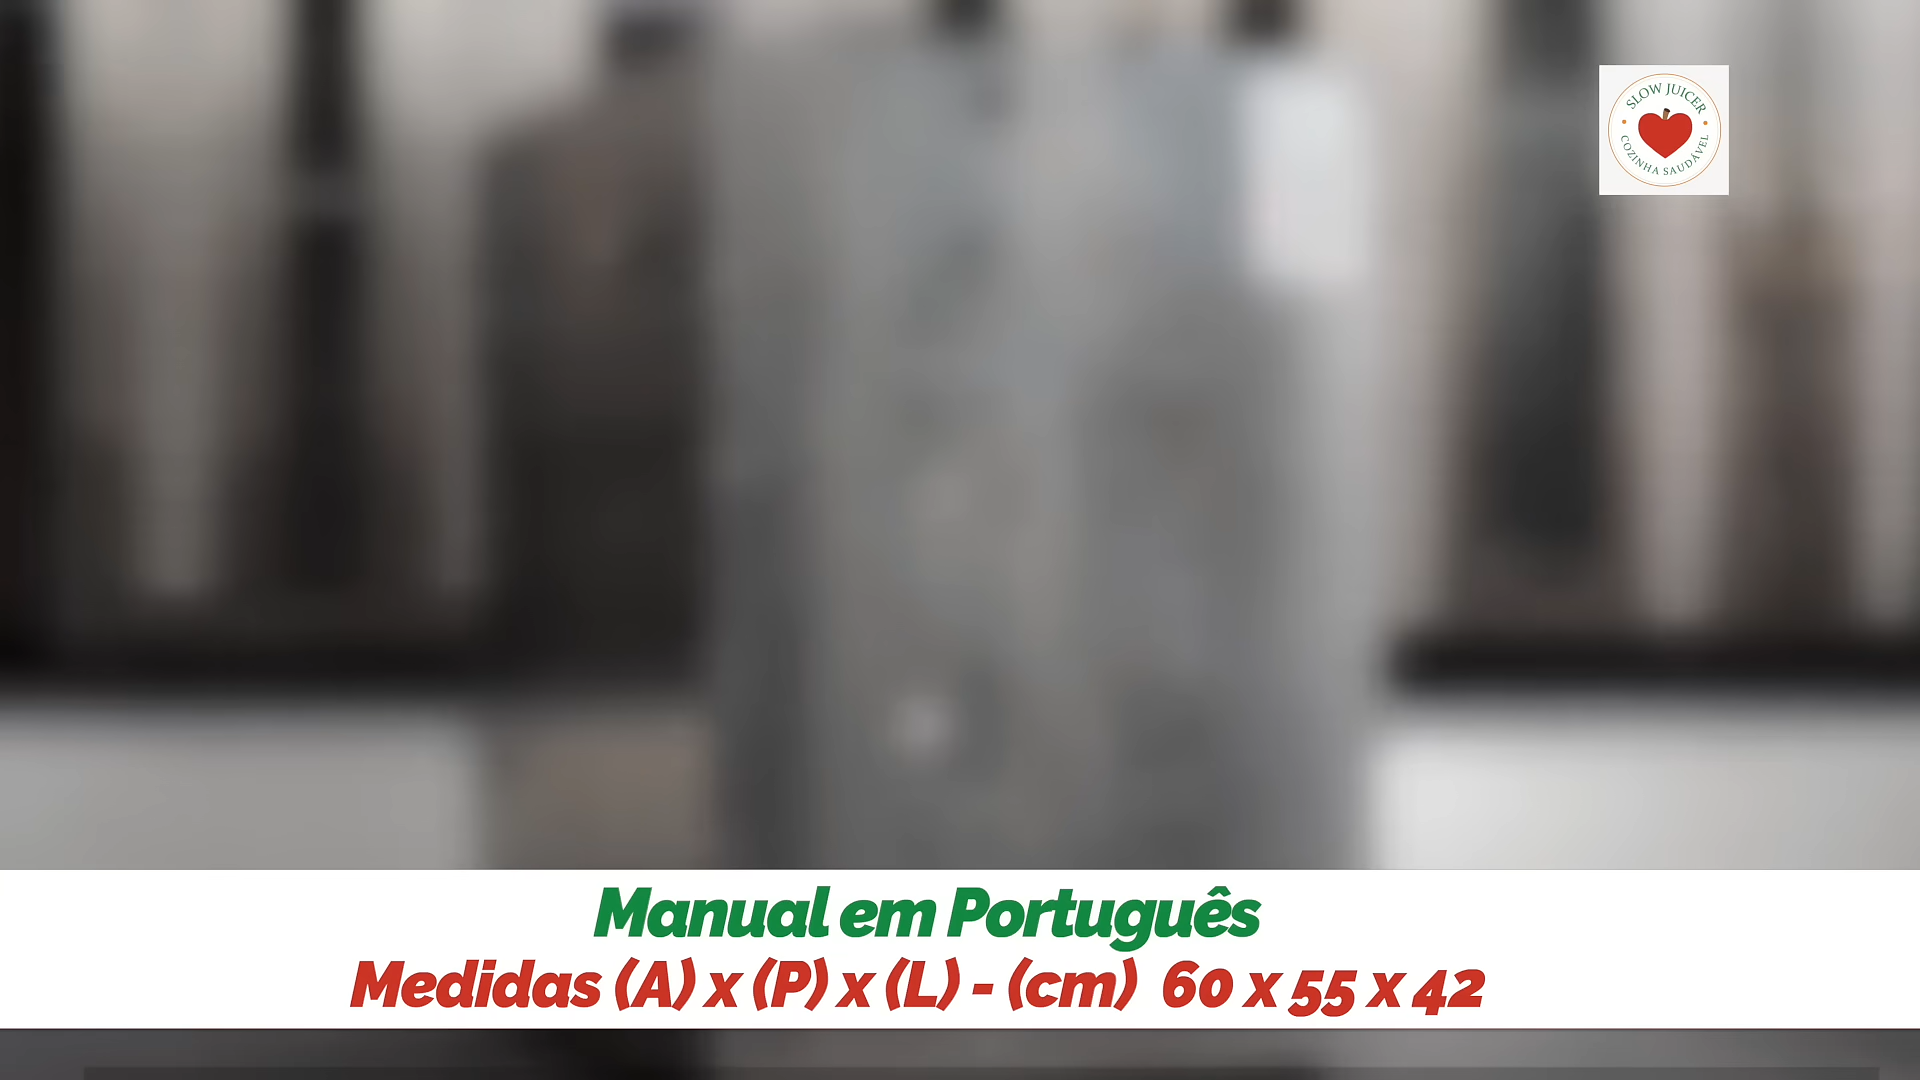 SLOW JUICER
COZINHA SAUDÁVEL
Manual em Português
Medidas (A) x (P) x (L) - (cm) 60 x 55 x 42